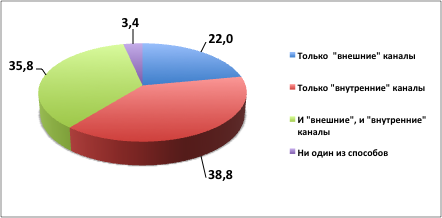 3,4
22,0
35,8
38,8
Только "внешние" каналы
Только "внутренние" каналы
И "внешние", и "внутренние"
каналы
Ни один из способов